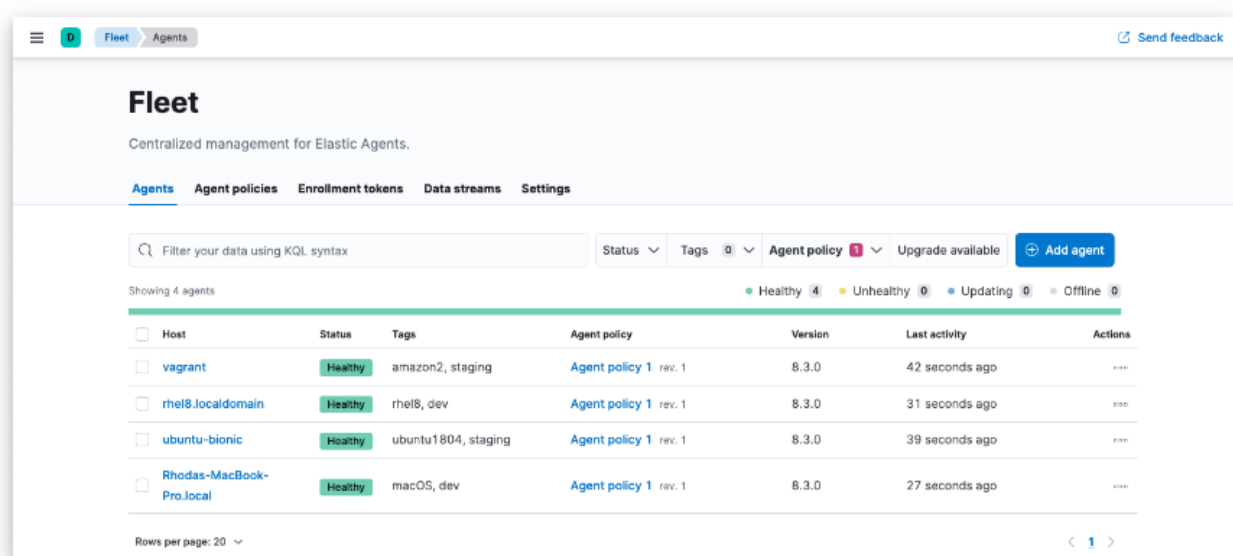 D Fleet Agents Send feedback
Fleet
Centralized management for Elastic Agents.
Agents Agent policies Enrollment tokens Data streams Settings
Filter your data using KQL syntax Status Tags 0 Agent policy 1 Upgrade available Add agent
Showing 4 agents Healthy 4 Unhealthy 0 Updating 0 Offline 0
Host Status Tags Agent policy Version Last activity Actions
vagrant Healthy amazon2, staging Agent policy 1 rev. 1 8.3.0 42 seconds ago
rhel8.localdomain Healthy rhel8, dev Agent policy 1 rev. 1 8.3.0 31 seconds ago
ubuntu-bionic Healthy ubuntu1804, staging Agent policy 1 rev. 1 8.3.0 39 seconds ago
Rhodas-MacBook-
Pro.local Healthy macOS, dev Agent policy 1 rev. 1 8.3.0 27 seconds ago
Rows per page: 20 1